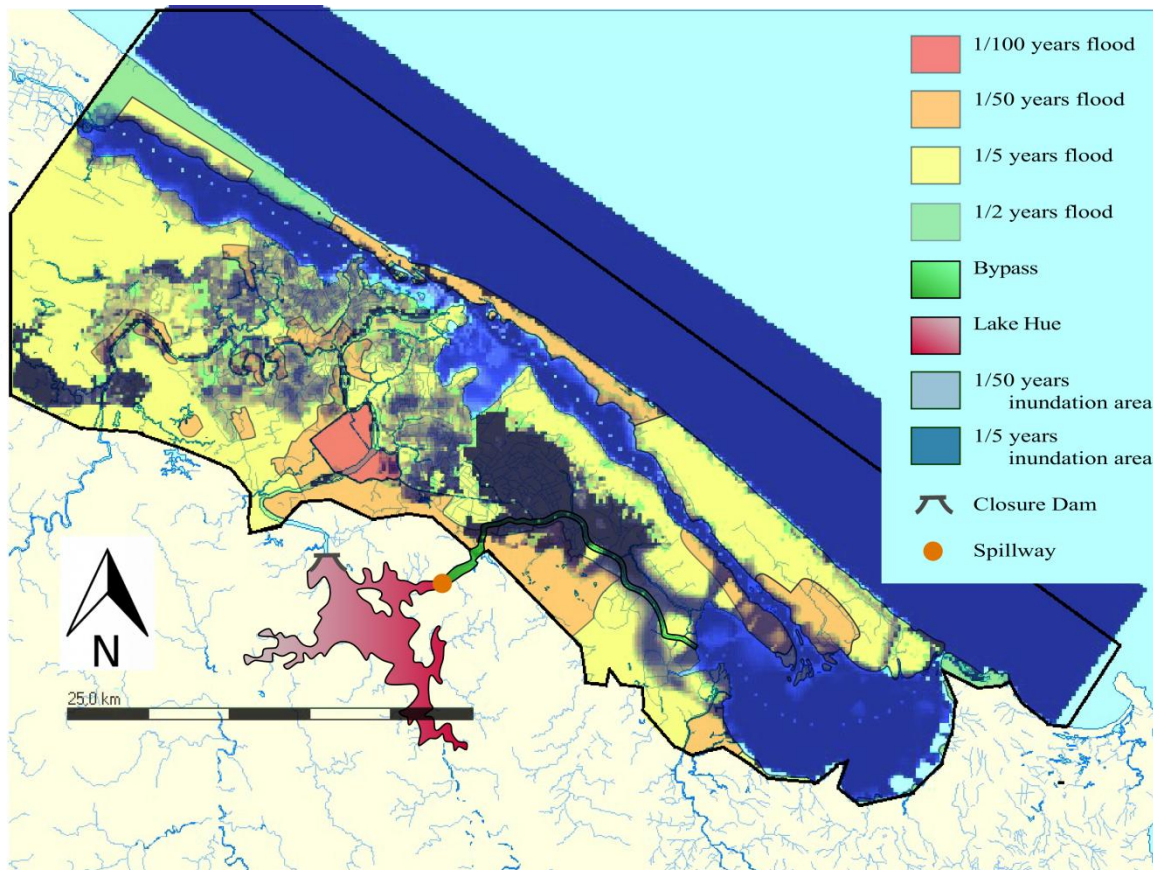 1/100 years flood
1/50 years flood
1/5 years flood
1/2 years flood
Bypass
Lake Hue
1/50 years
inundation area
1/5 years
inundation area
Closure Dam
Spillway
N
25,0 km